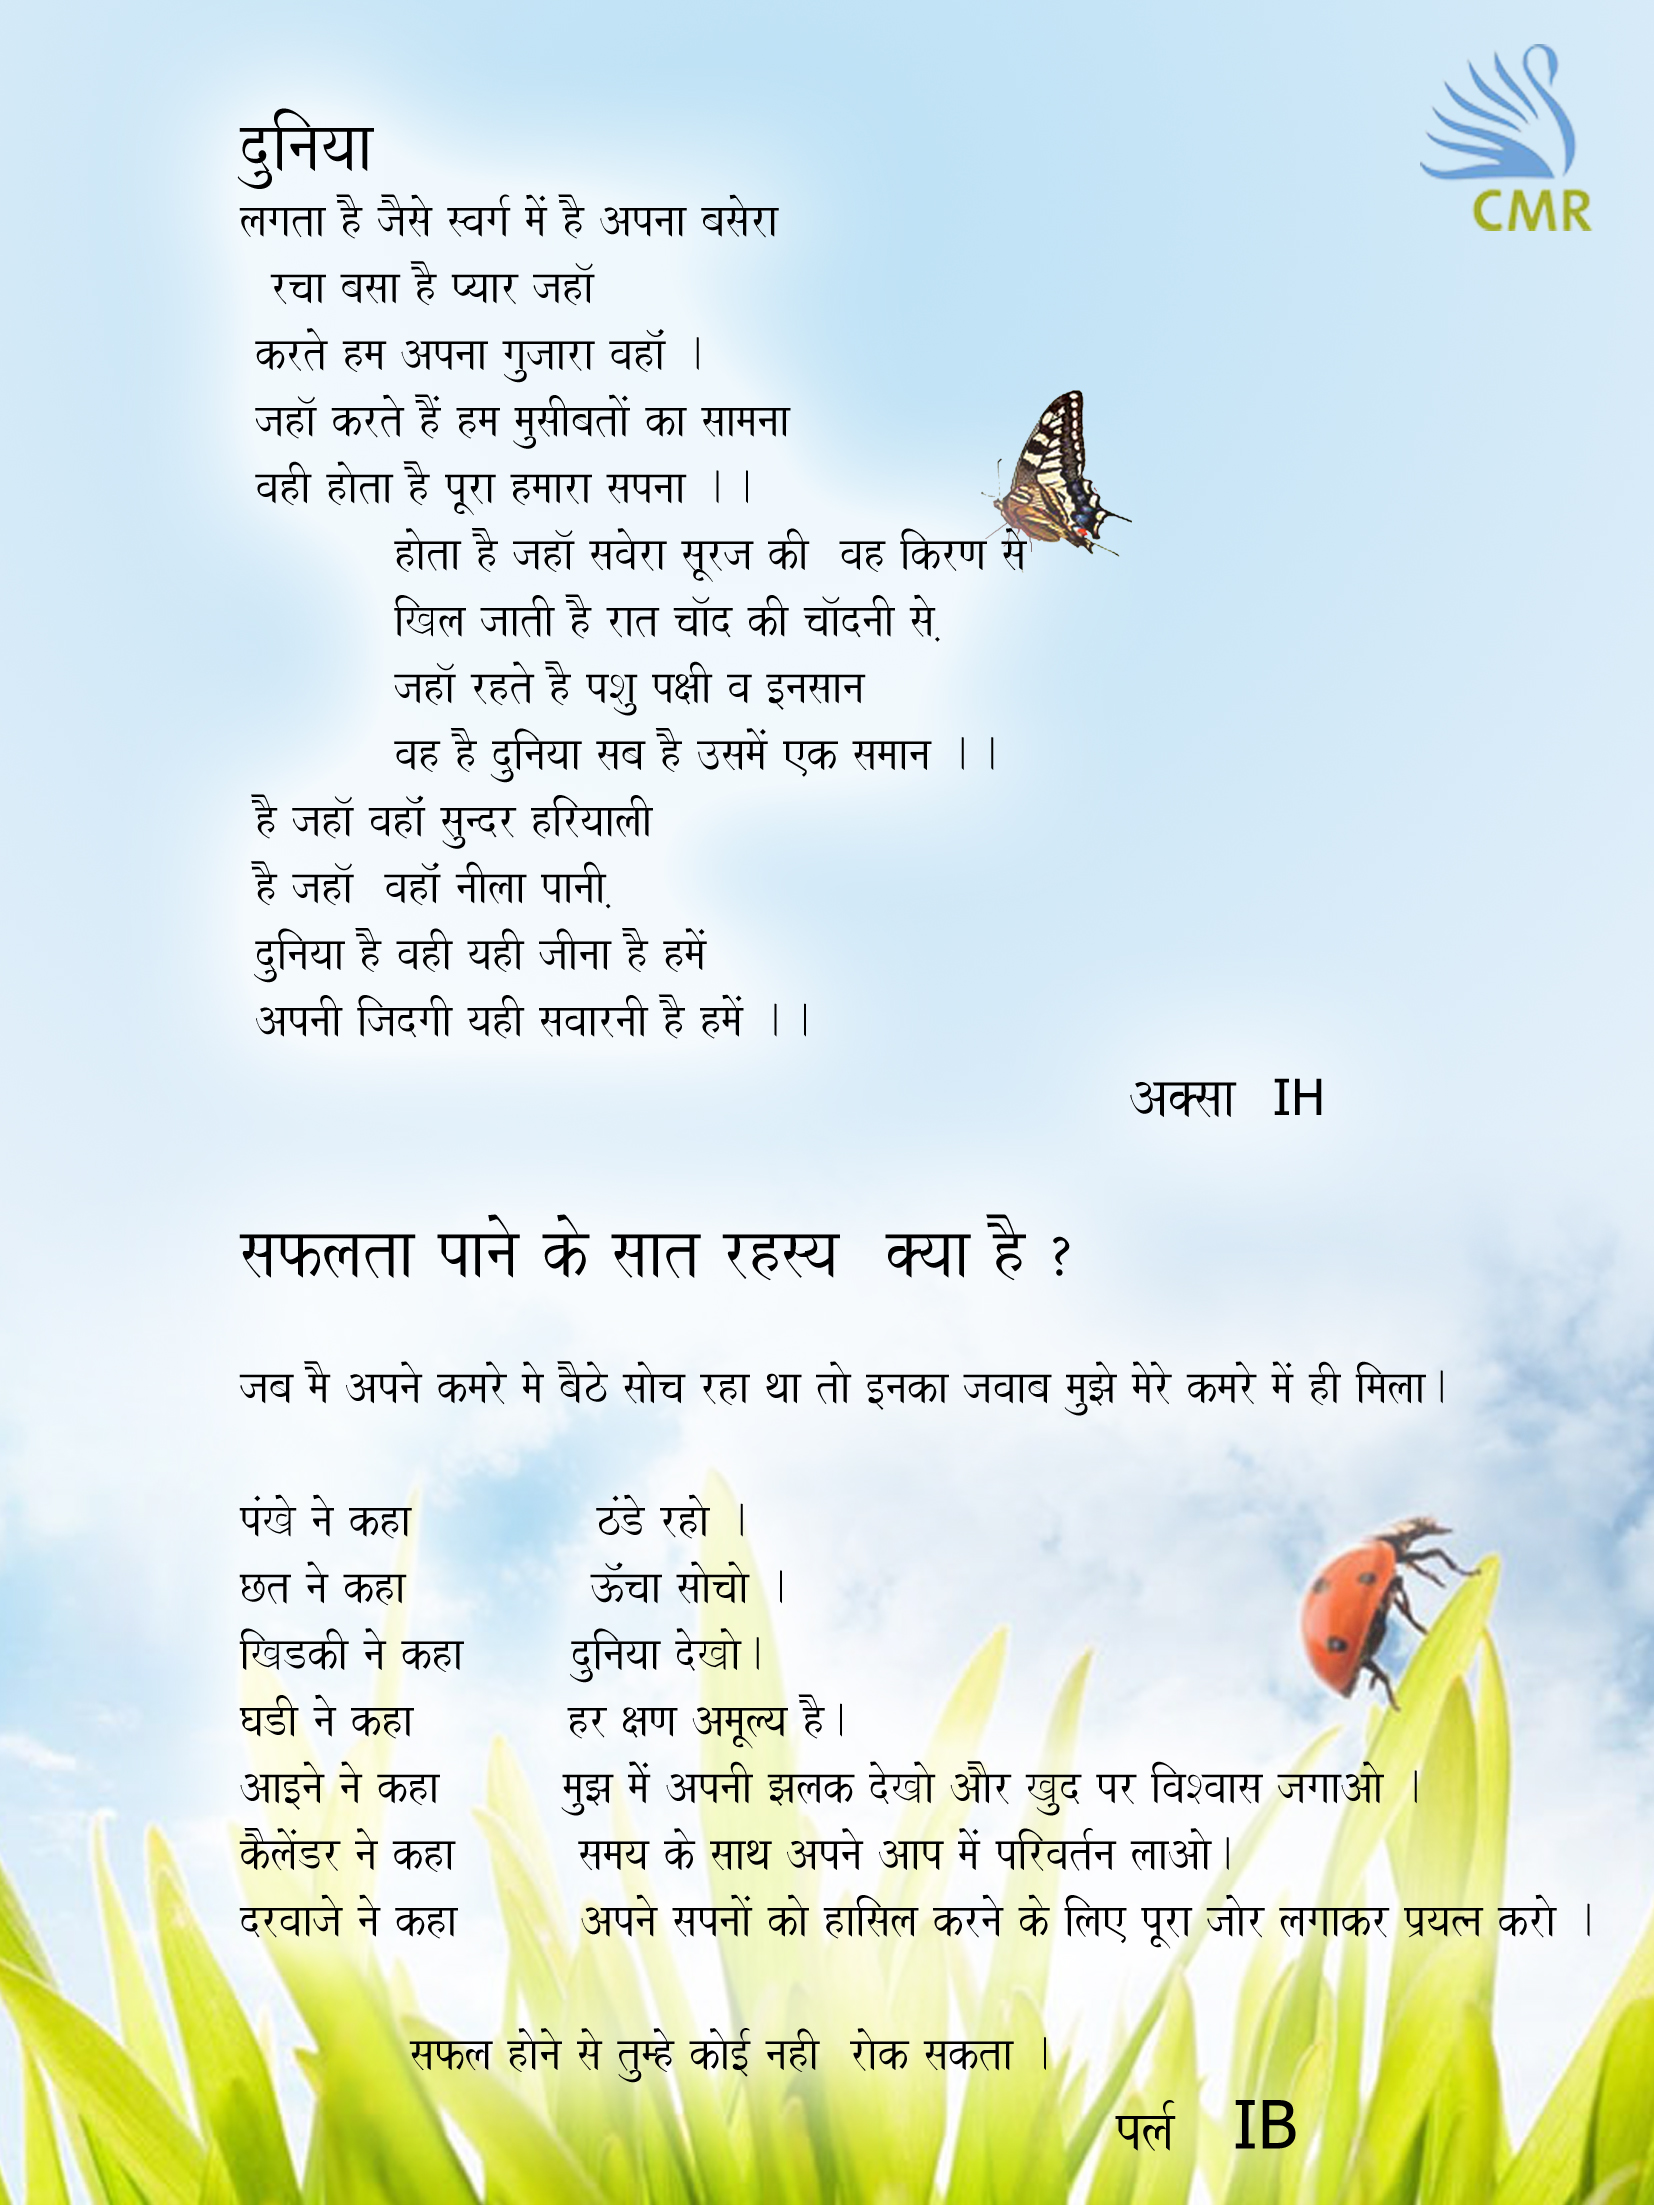 CMR
दुनिया
लगता है जैसे स्वर्ग में है अपना बसेरा
रचा बसा है प्यार जहॉ
करते हम अपना गुजारा वहॉं ।
जहॉ करते हैं हम मुसीबतों का सामना
वही होता है पूरा हमारा सपना ।।
होता है जहॉ सवेरा सूरज की वह किरण से
खिल जाती है रात चॉद की चॉदनी से़
जहॉ रहते है पशु पक्षी व इनसान
वह है दुनिया सब है उसमें एक समान ।।
है जहॉ वहॉं सुन्दर हरियाली
है जहॉ वहॉं नीला पानी़
दुनिया है वही यही जीना है हमें
अपनी जिदगी यही सवारनी है हमें ।।
अक्सा IH
सफलता पाने के सात रहस्य क्या है ?
जब मै अपने कमरे मे बैठे सोच रहा था तो इनका जवाब मुझे मेरे कमरे में ही मिला।
पंखे ने कहा ठंडे रहो ।
छत ने कहा ऊँचा सोचो ।
खिडकी ने कहा दुनिया देखो।
घडी ने कहा हर क्षण अमूल्य है।
आइने ने कहा मुझ में अपनी झलक देखो और खुद पर विश्वास जगाओ ।
कैलेंडर ने कहा समय के साथ अपने आप में परिवर्तन लाओ।
दरवाजे ने कहा अपने सपनों को हासिल करने के लिए पूरा जोर लगाकर प्रयत्न करो ।
सफल होने से तुम्हे कोई नही रोक सकता ।
पर्ल IB